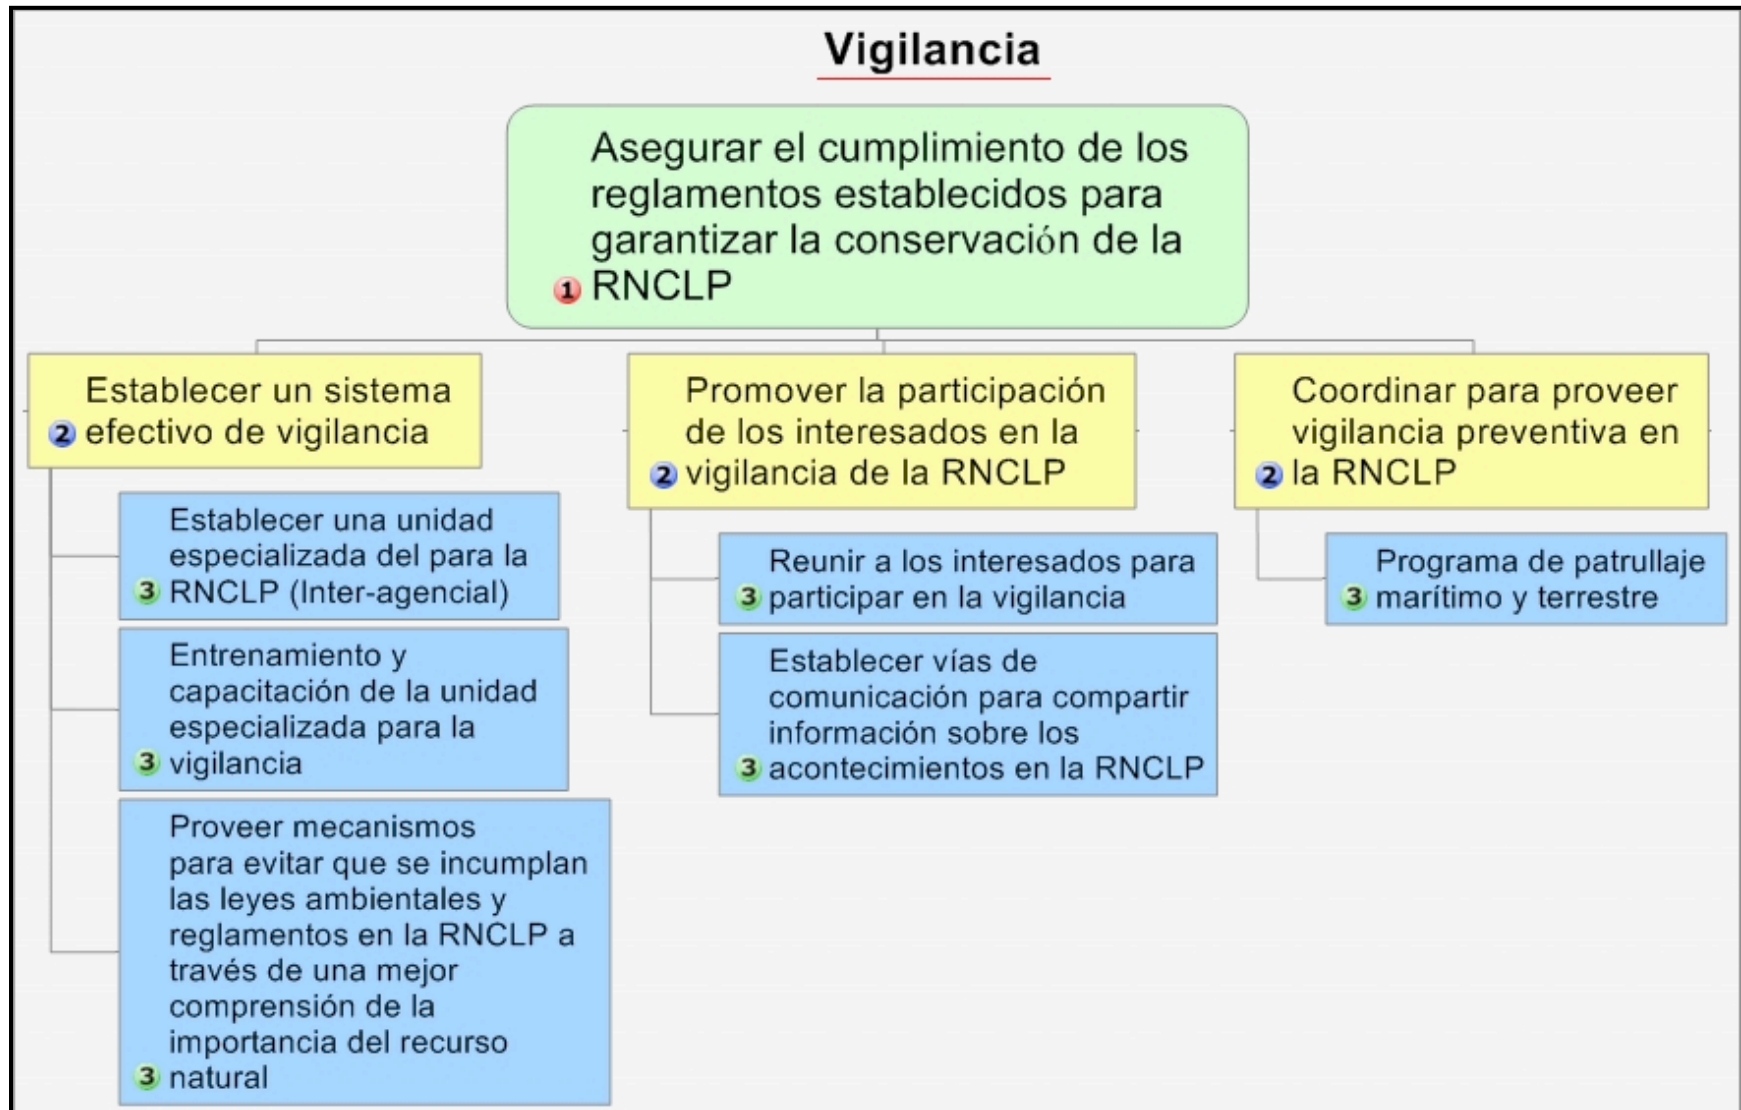 Vigilancia
Asegurar el cumplimiento de los
reglamentos establecidos para
garantizar la conservación de la
1 RNCLP
Establecer un sistema
2 efectivo de vigilancia
Establecer una unidad
especializada del para la
3 RNCLP (Inter-agencial)
Entrenamiento y
capacitación de la unidad
especializada para la
3 vigilancia
Proveer mecanismos
para evitar que se incumplan
las leyes ambientales y
reglamentos en la RNCLP a
través de una mejor
comprensión de la
importancia del recurso
3 natural
Promover la participación
de los interesados en la
2 vigilancia de la RNCLP
Reunir a los interesados para
3 participar en la vigilancia
Establecer vías de
comunicación para compartir
información sobre los
3 acontecimientos en la RNCLP
Coordinar para proveer
vigilancia preventiva en
2 la RNCLP
Programa de patrullaje
3 marítimo y terrestre